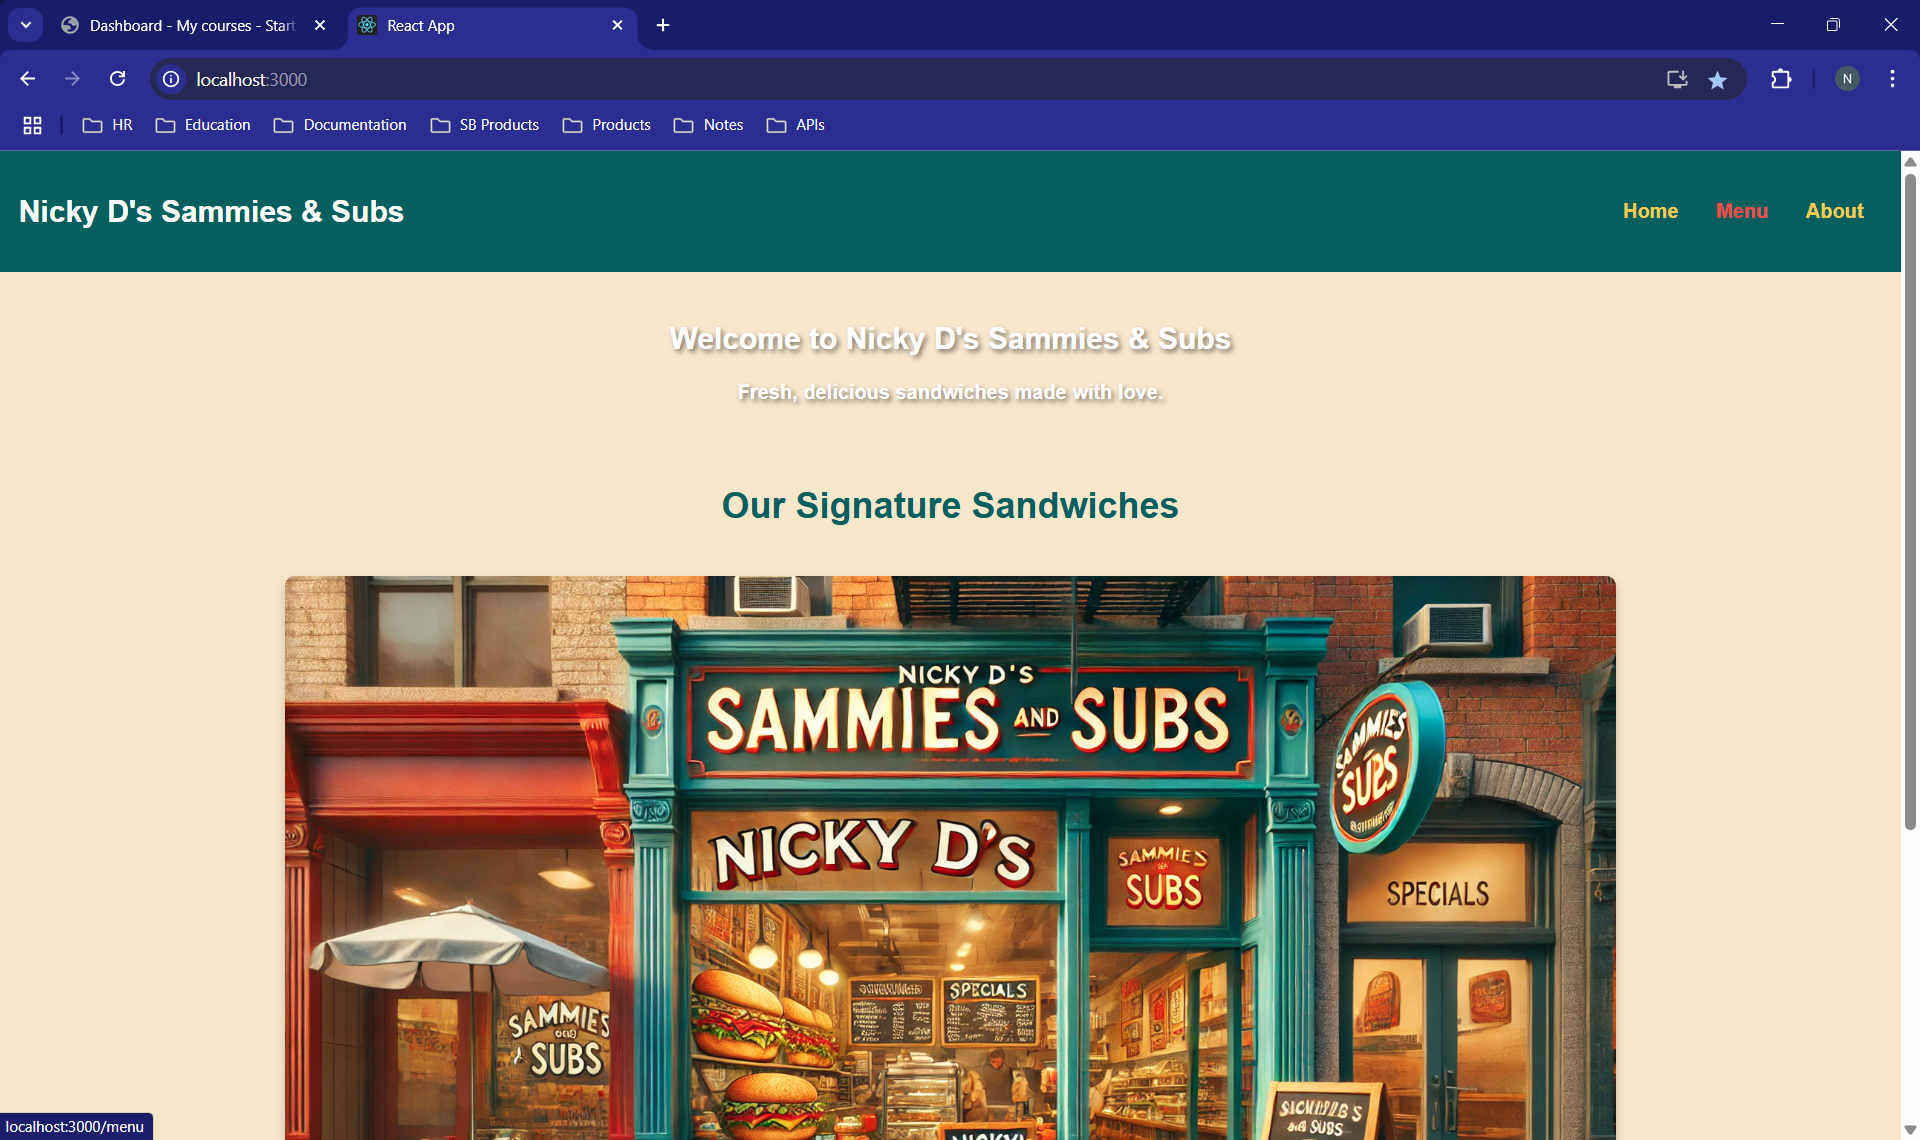 Dashboard - My courses - Start
React App
localhost:3000
N
HR
Education
Documentation
SB Products
Products
Notes
APIs
Nicky D's Sammies & Subs
Home
Menu
About
Welcome to Nicky D's Sammies & Subs
Fresh, delicious sandwiches made with love.
Our Signature Sandwiches
NICKY D'S
SAMMIES AND SUBS
SAMMIES
SUBS
NICKY D'S
SAMMIES
SUBS
SPECIALS
SPECIALS
SAMMIES
AND
SUBS
SUBS
localhost:3000/menu